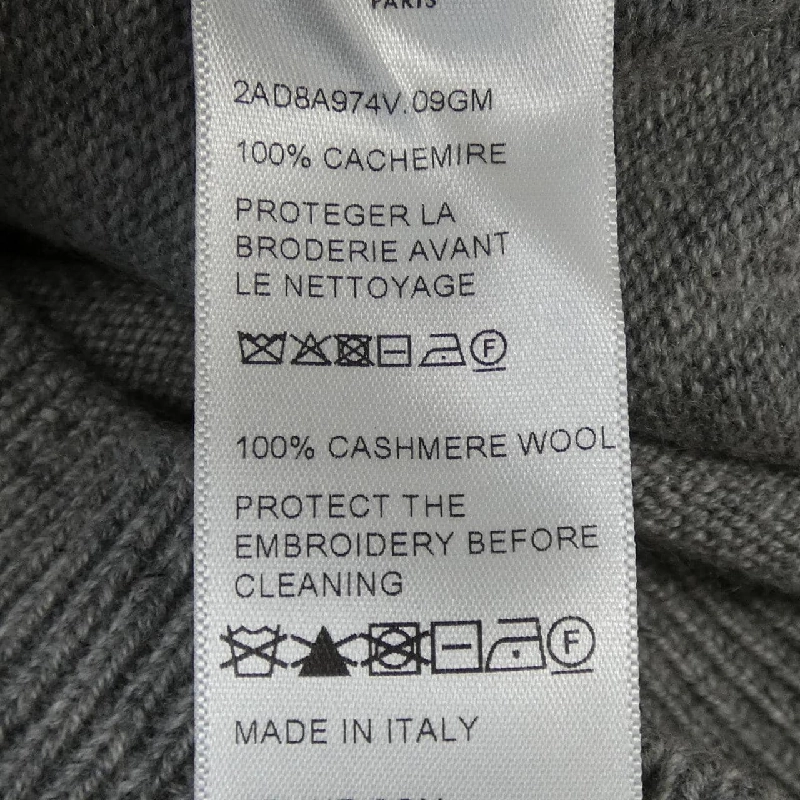 PARIS
2AD8A974V.09GM
100% CACHEMIRE
PROTEGER LA
BRODERIE AVANT
LE NETTOYAGE
F
100% CASHMERE WOOL
PROTECT THE
EMBROIDERY BEFORE
CLEANING
F
MADE IN ITALY